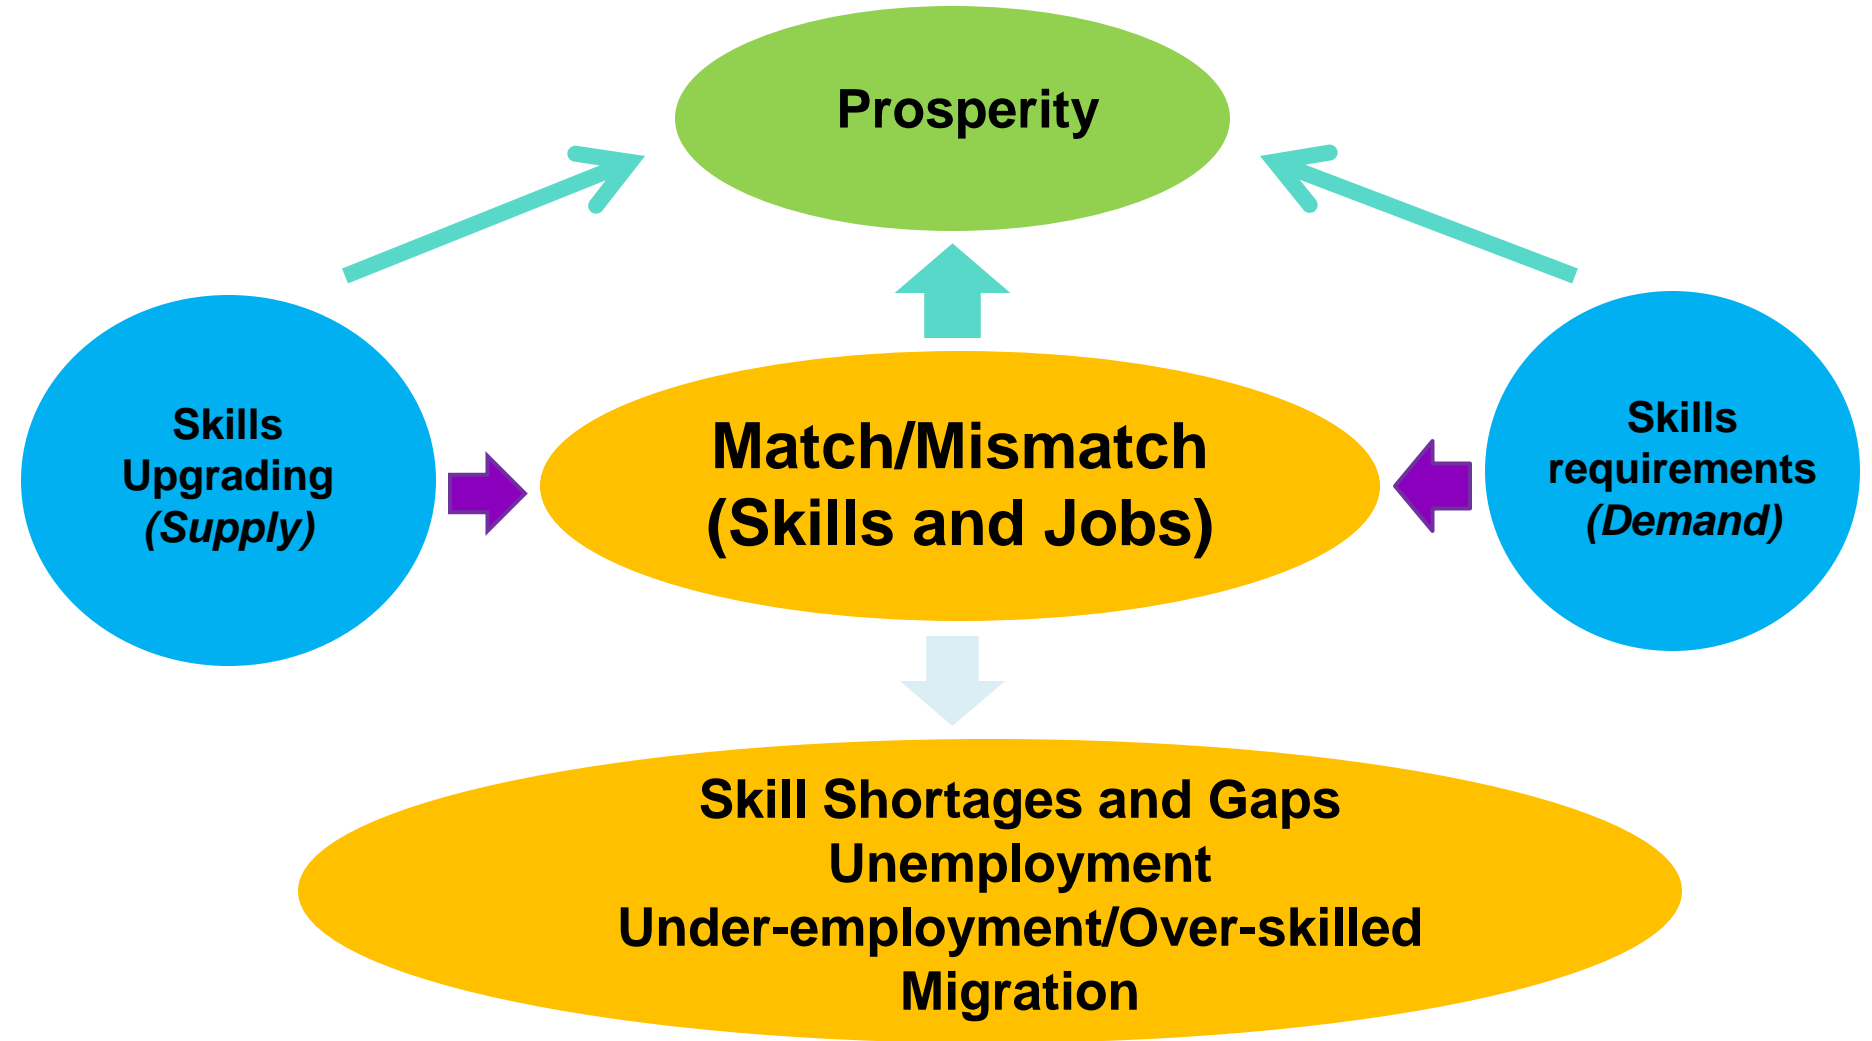 Prosperity
Skills
Upgrading
(Supply)
Match/Mismatch
(Skills and Jobs)
Skills
requirements
(Demand)
Skill Shortages and Gaps
Unemployment
Under-employment/Over-skilled
Migration